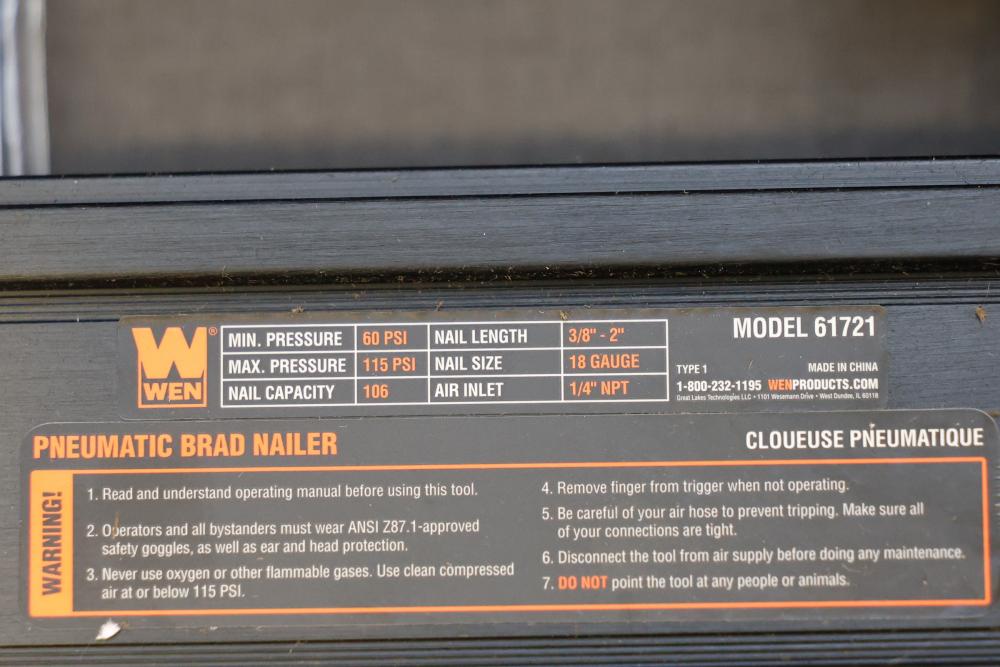 W®
WEN
MIN. PRESSURE 60 PSI NAIL LENGTH 3/8" - 2"
MAX. PRESSURE 115 PSI NAIL SIZE 18 GAUGE
NAIL CAPACITY 106 AIR INLET 1/4" NPT
MODEL 61721
TYPE 1 MADE IN CHINA
1-800-232-1195 WENPRODUCTS.COM
Great Lakes Technologies LLC • 1101 Wesemann Drive • West Dundee, IL 60118
PNEUMATIC BRAD NAILER
CLOUEUSE PNEUMATIQUE
WARNING!
1. Read and understand operating manual before using this tool.
2. Operators and all bystanders must wear ANSI Z87.1-approved
safety goggles, as well as ear and head protection.
3. Never use oxygen or other flammable gases. Use clean compressed
air at or below 115 PSI.
4. Remove finger from trigger when not operating.
5. Be careful of your air hose to prevent tripping. Make sure all
of your connections are tight.
6. Disconnect the tool from air supply before doing any maintenance.
7. DO NOT point the tool at any people or animals.